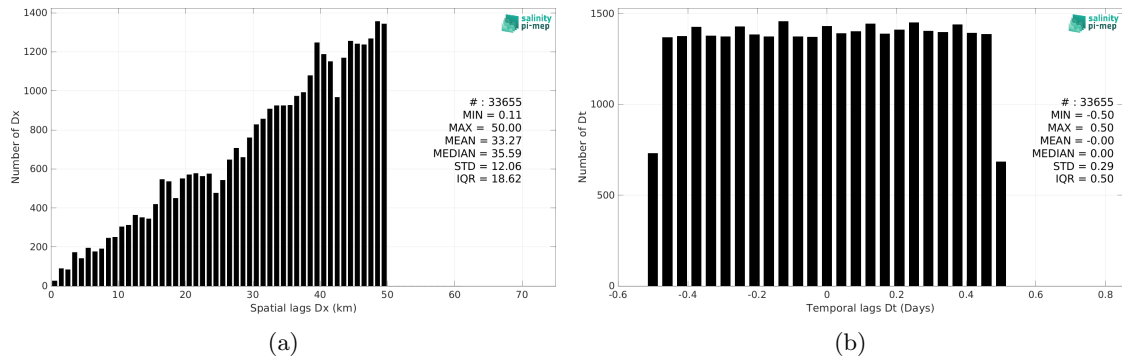 1400
1200
1000
800
600
400
200
0
Number of Dx
0 10 20 30 40 50 60 70
Spatial lags Dx (km)
salinity
pi-mep
# : 33655
MIN = 0.11
MAX = 50.00
MEAN = 33.27
MEDIAN = 35.59
STD = 12.06
IQR = 18.62
(a)
1500
1000
500
0
Number of Dt
-0.6 -0.4 -0.2 0 0.2 0.4 0.6 0.8
Temporal lags Dt (Days)
salinity
pi-mep
# : 33655
MIN = -0.50
MAX = 0.50
MEAN = -0.00
MEDIAN = 0.00
STD = 0.29
IQR = 0.50
(b)